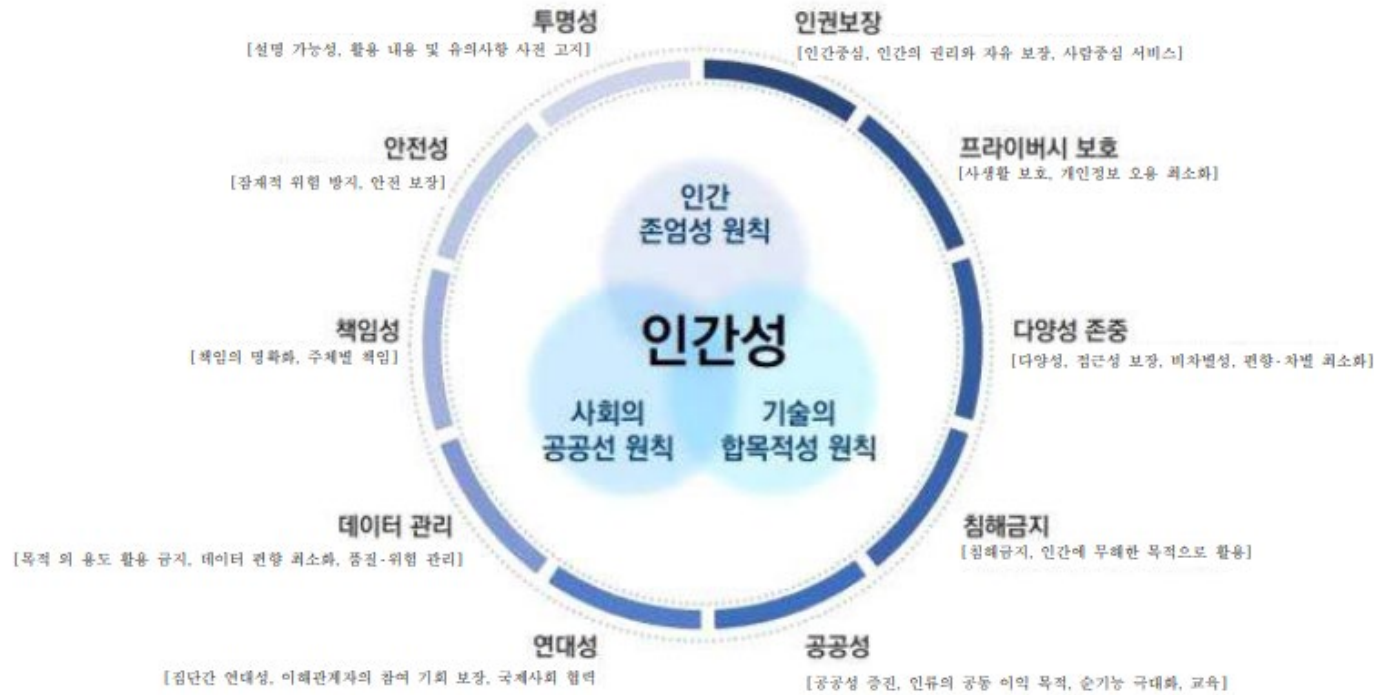 투명성
[설명 가능성, 활용 내용 및 유의사항 사전 고지]
인권보장
[인간중심, 인간의 권리와 자유 보장, 사람중심 서비스]
안전성
[잠재적 위험 방지, 안전 보장]
프라이버시 보호
[사생활 보호, 개인정보 오용 최소화]
인간
존엄성 원칙
인간성
사회의
공공선 원칙
기술의
합목적성 원칙
책임성
[책임의 명확화, 주체별 책임]
다양성 존중
[다양성, 접근성 보장, 비차별성, 편향-차별 최소화]
데이터 관리
[목적 의 용도 활용 금지, 데이터 편향 최소화, 품질-위험 관리]
침해금지
[침해금지, 인간에 무해한 목적으로 활용]
연대성
[집단간 연대성, 이해관계자의 참여 기회 보장, 국제사회 협력
공공성
[공공성 증진, 인류의 공동 이익 목적, 순기능 극대화, 교육]